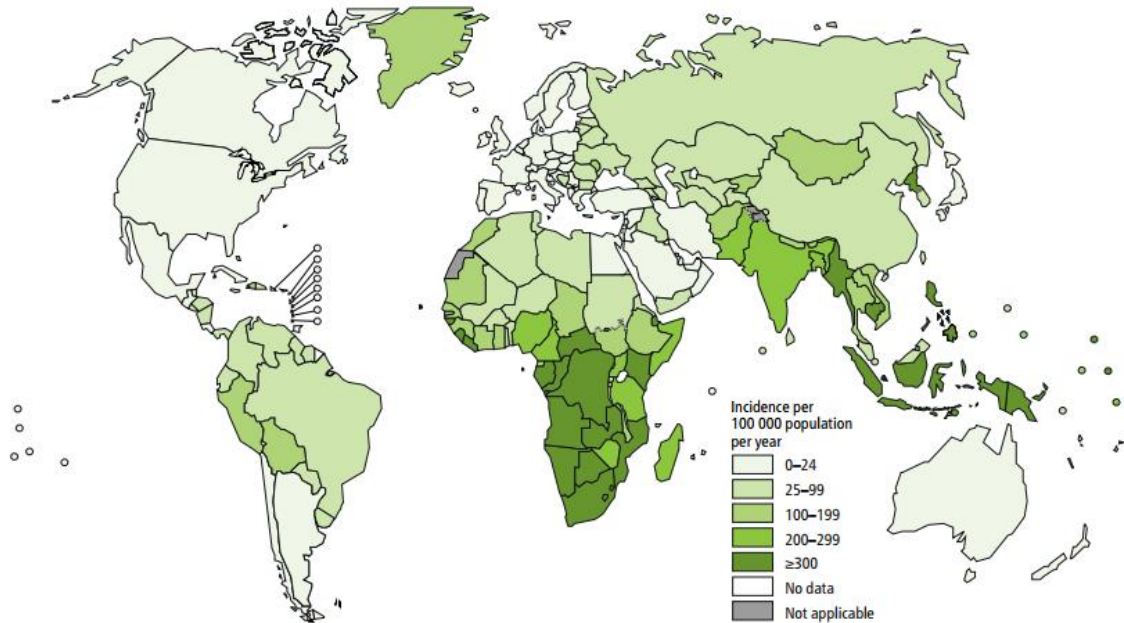 Incidence per
100 000 population
per year
0–24
25–99
100–199
200–299
≥300
No data
Not applicable